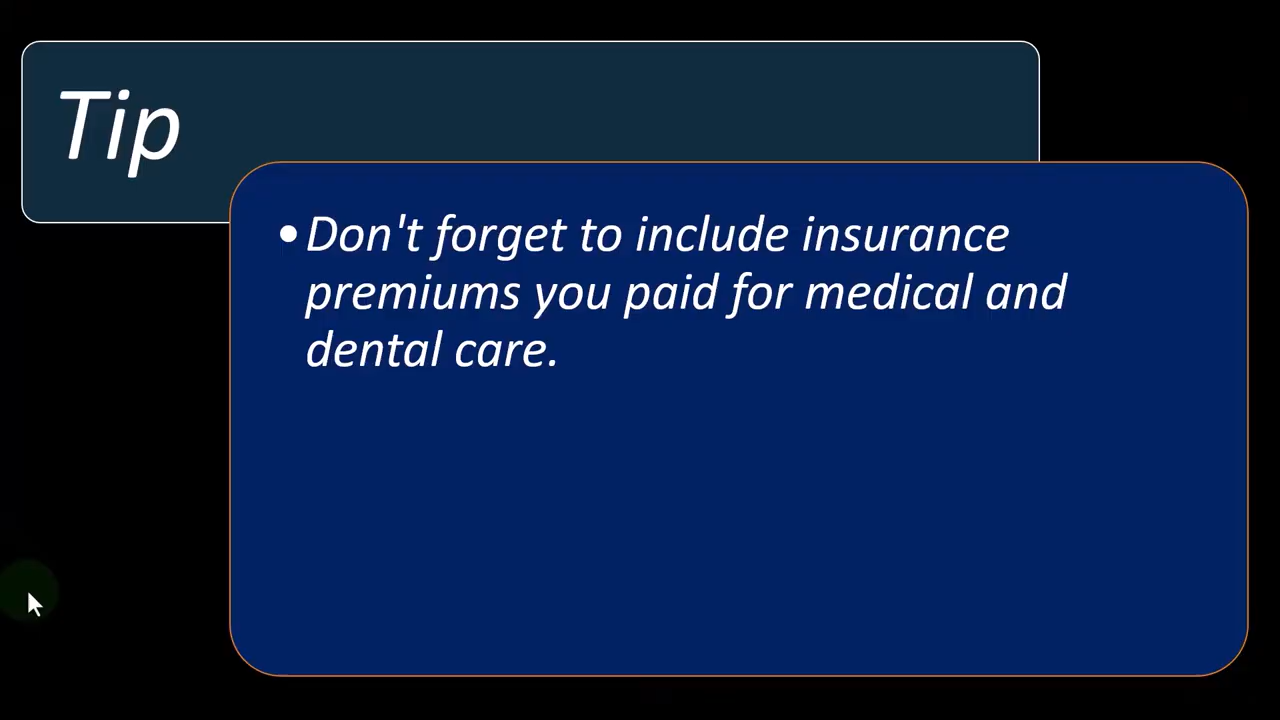 Tip
•Don't forget to include insurance
premiums you paid for medical and
dental care.